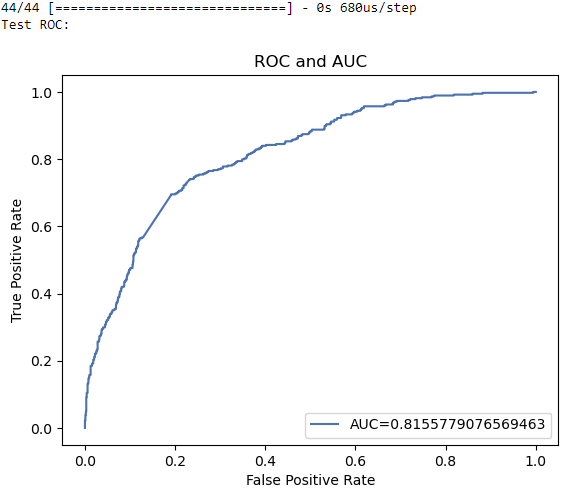 44/44 [==============================] - 0s 680us/step
Test ROC:
ROC and AUC
1.0
0.8
0.6
0.4
0.2
0.0
True Positive Rate
AUC=0.8155779076569463
0.0 0.2 0.4 0.6 0.8 1.0
False Positive Rate